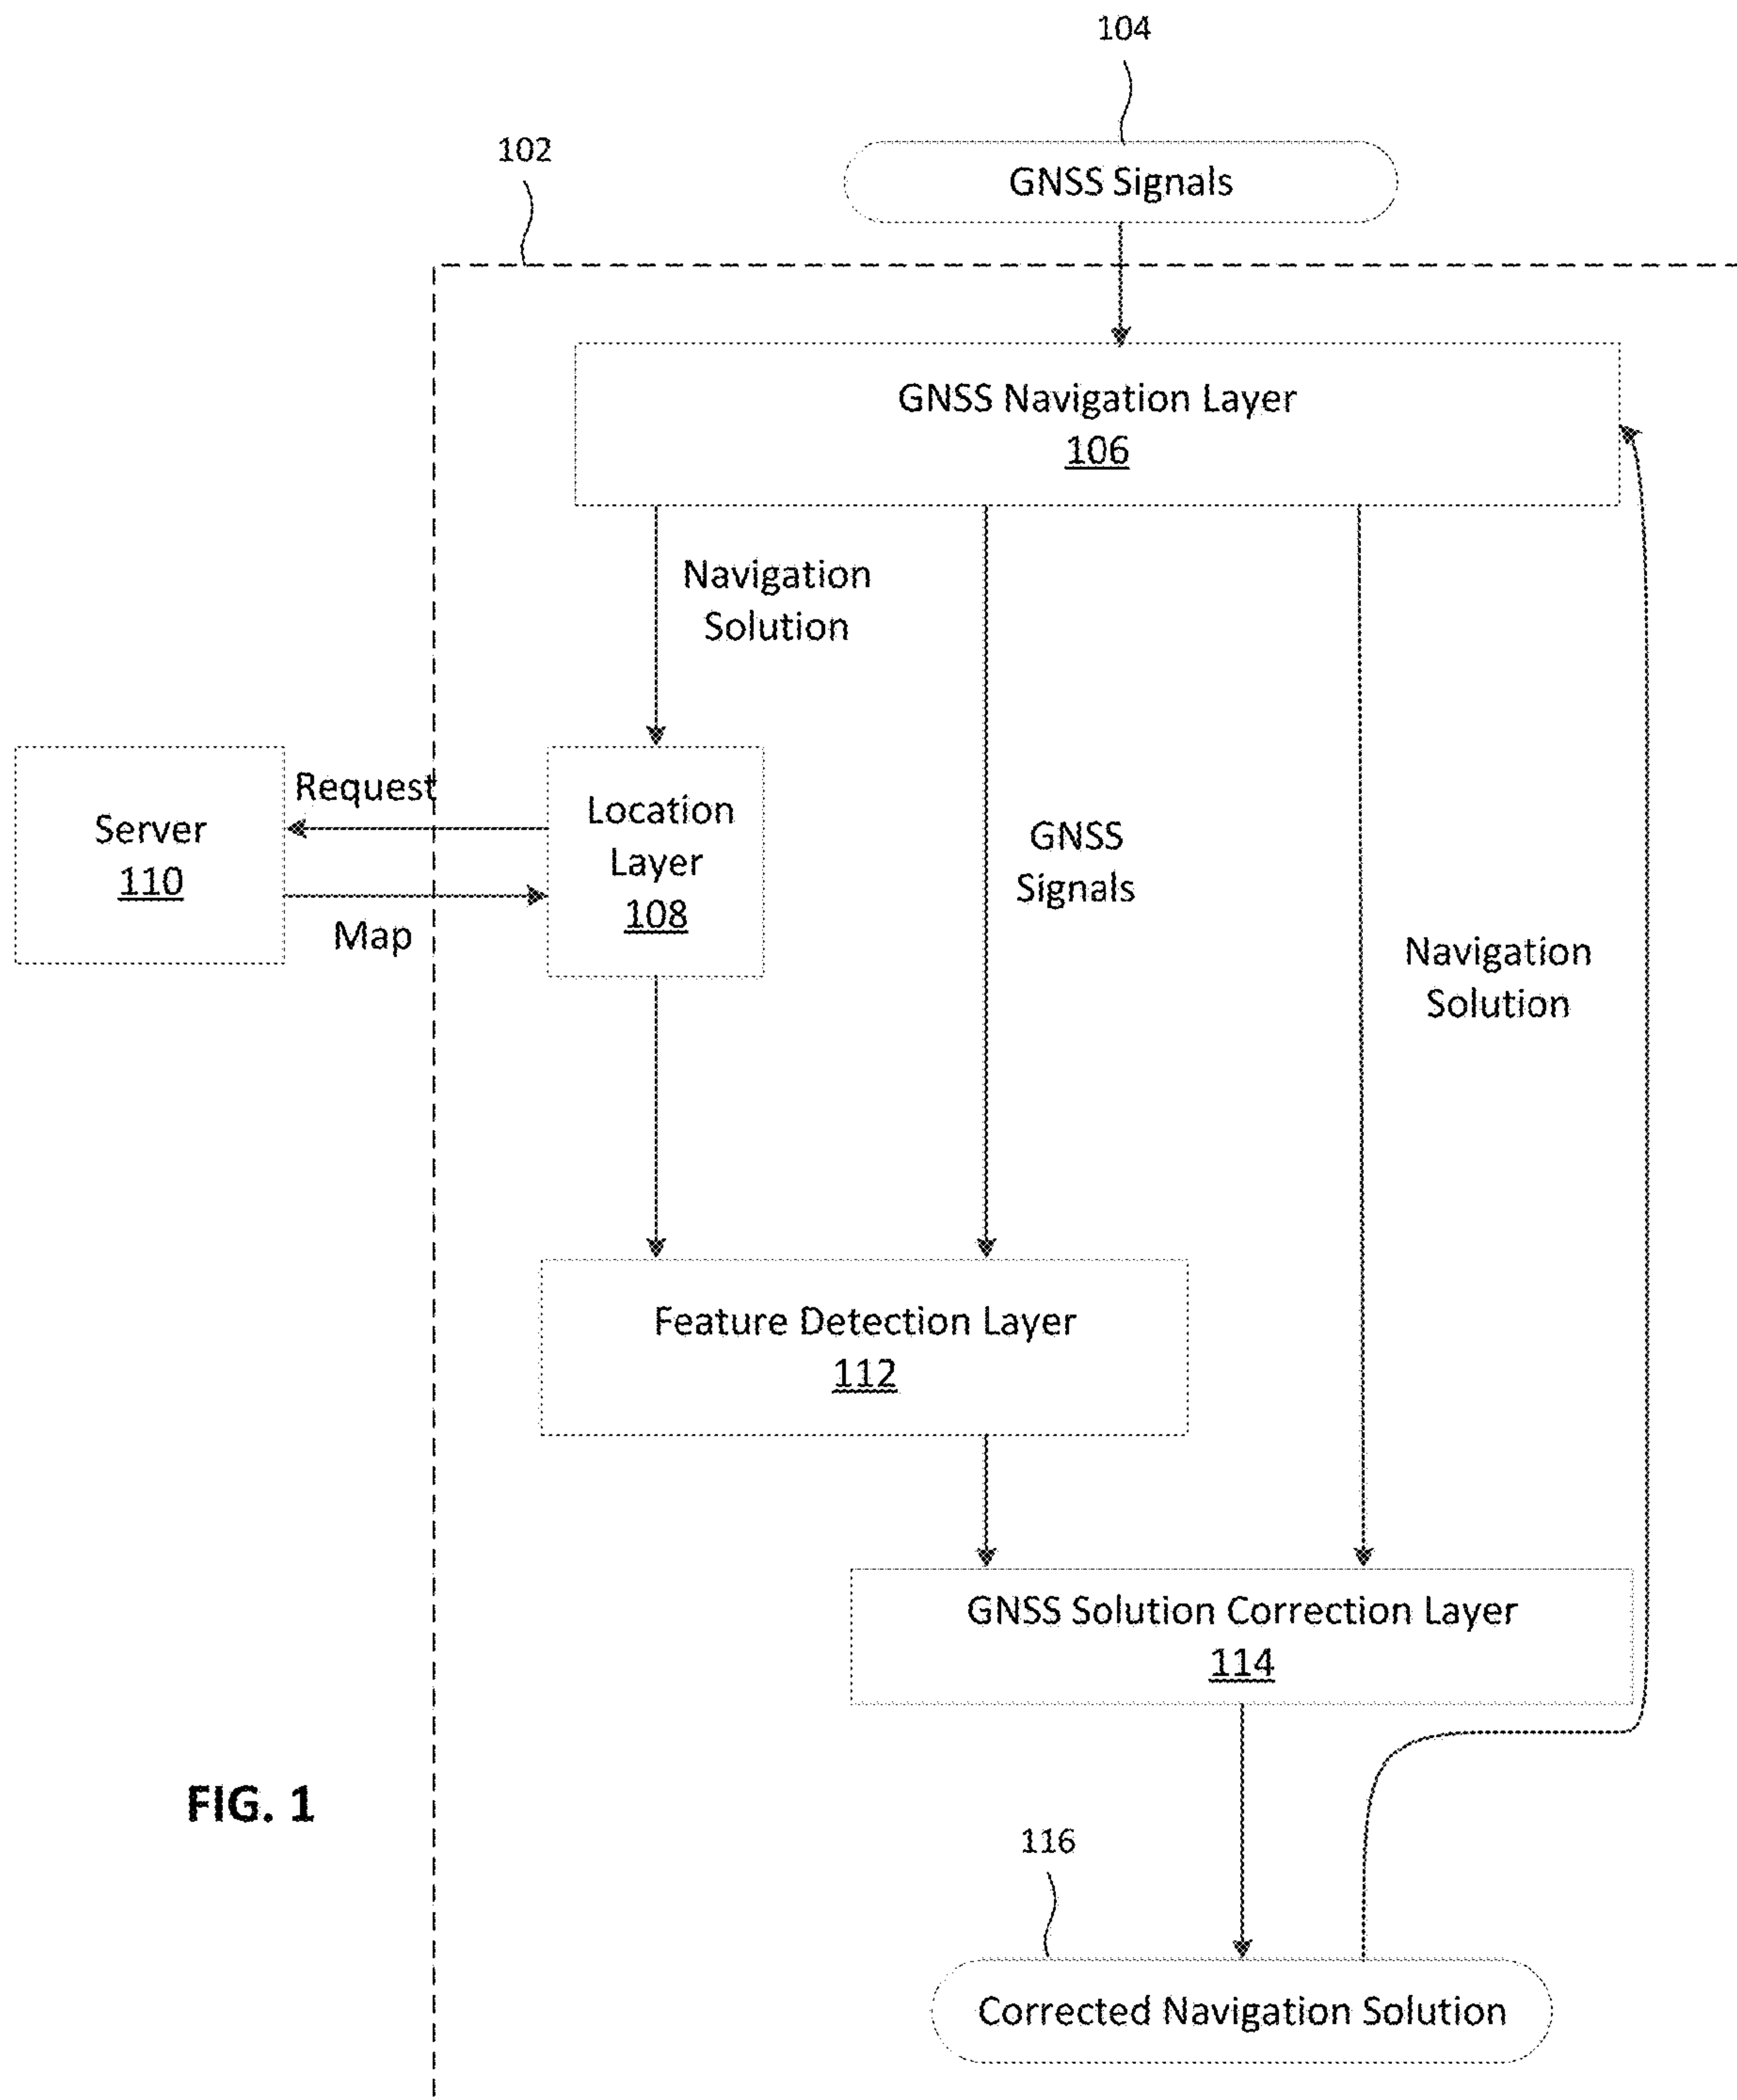 104
102
GNSS Signals
GNSS Navigation Layer
106
Navigation
Solution
Server
110
Request
Map
Location
Layer
108
GNSS
Signals
Navigation
Solution
Feature Detection Layer
112
GNSS Solution Correction Layer
114
FIG. 1
116
Corrected Navigation Solution